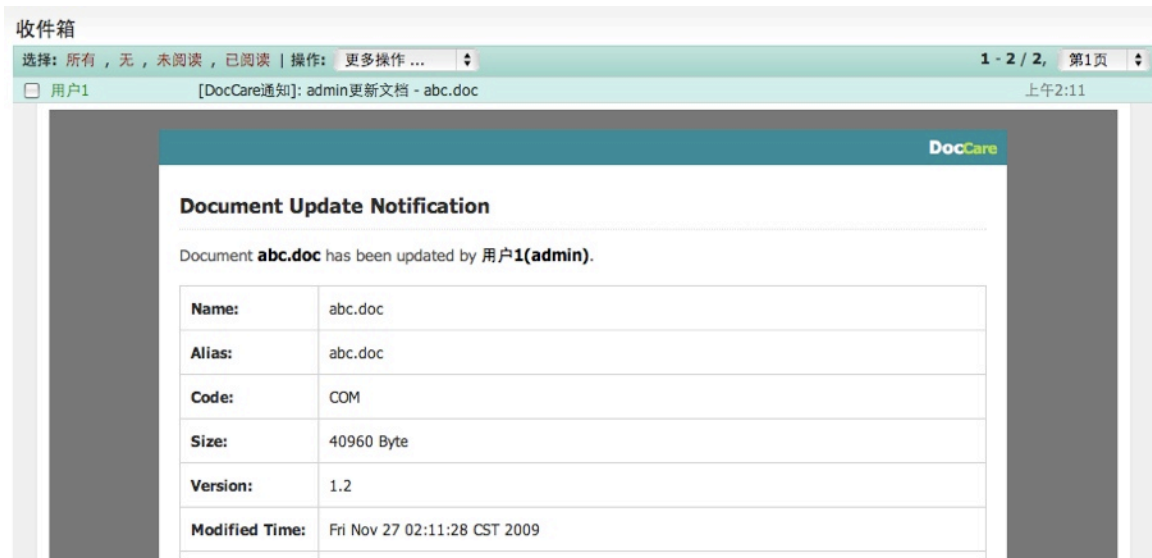 收件箱
选择: 所有 , 无 , 未阅读 , 已阅读 | 操作: 更多操作 ... 1 - 2 / 2, 第1页
用户1 [DocCare通知]: admin更新文档 - abc.doc 上午2:11
DocCare
Document Update Notification
Document abc.doc has been updated by 用户1(admin).
Name: abc.doc
Alias: abc.doc
Code: COM
Size: 40960 Byte
Version: 1.2
Modified Time: Fri Nov 27 02:11:28 CST 2009